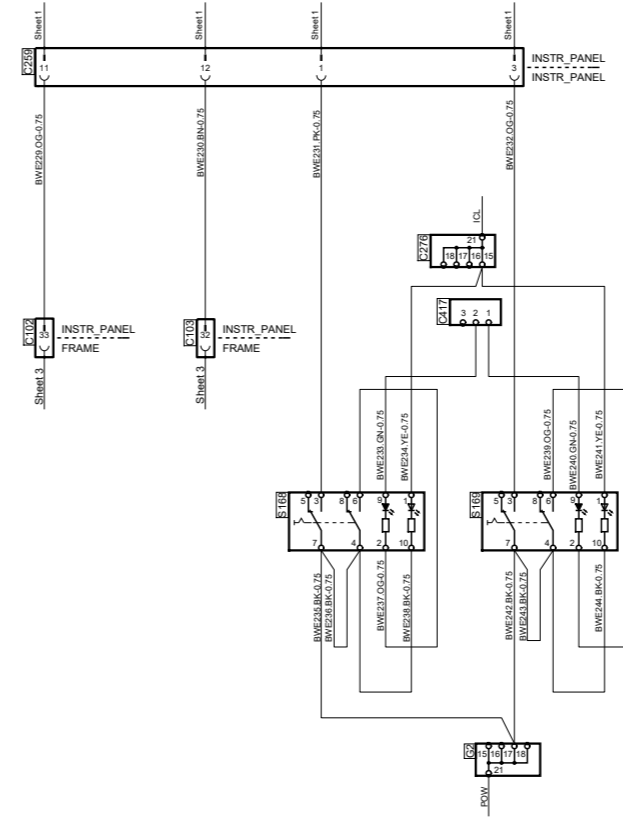 Sheet 1
Sheet 1
Sheet 1
Sheet 1
C259
11
12
1
3
INSTR_PANEL
INSTR_PANEL
BWE229.OG-0.75
BWE230.BN-0.75
BWE231.PK-0.75
BWE232.OG-0.75
ICL
C276
21
18 17 16 15
C417
3 2 1
C102
33
INSTR_PANEL
FRAME
Sheet 3
C103
32
INSTR_PANEL
FRAME
Sheet 3
BWE233.GN-0.75
BWE234.YE-0.75
BWE239.OG-0.75
BWE240.GN-0.75
BWE241.YE-0.75
S168
5 3 8 6 9 1
7 4 2 10
S169
5 3 8 6 9 1
7 4 2 10
BWE235.BK-0.75
BWE236.BK-0.75
BWE237.OG-0.75
BWE238.BK-0.75
BWE242.BK-0.75
BWE243.BK-0.75
BWE244.BK-0.75
G2
15 16 17 18
21
POW